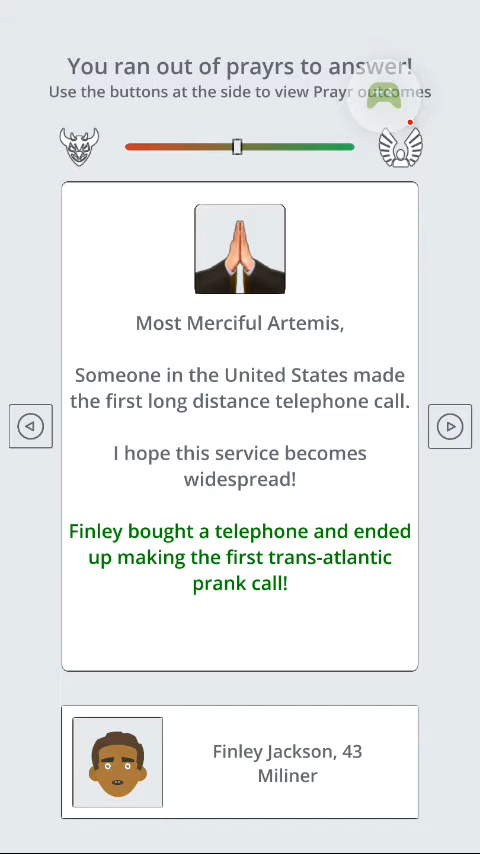 You ran out of prayrs to answer!
Use the buttons at the side to view Prayr outcomes
Most Merciful Artemis,
Someone in the United States made
the first long distance telephone call.
I hope this service becomes
widespread!
Finley bought a telephone and ended
up making the first trans-atlantic
prank call!
Finley Jackson, 43
Miliner